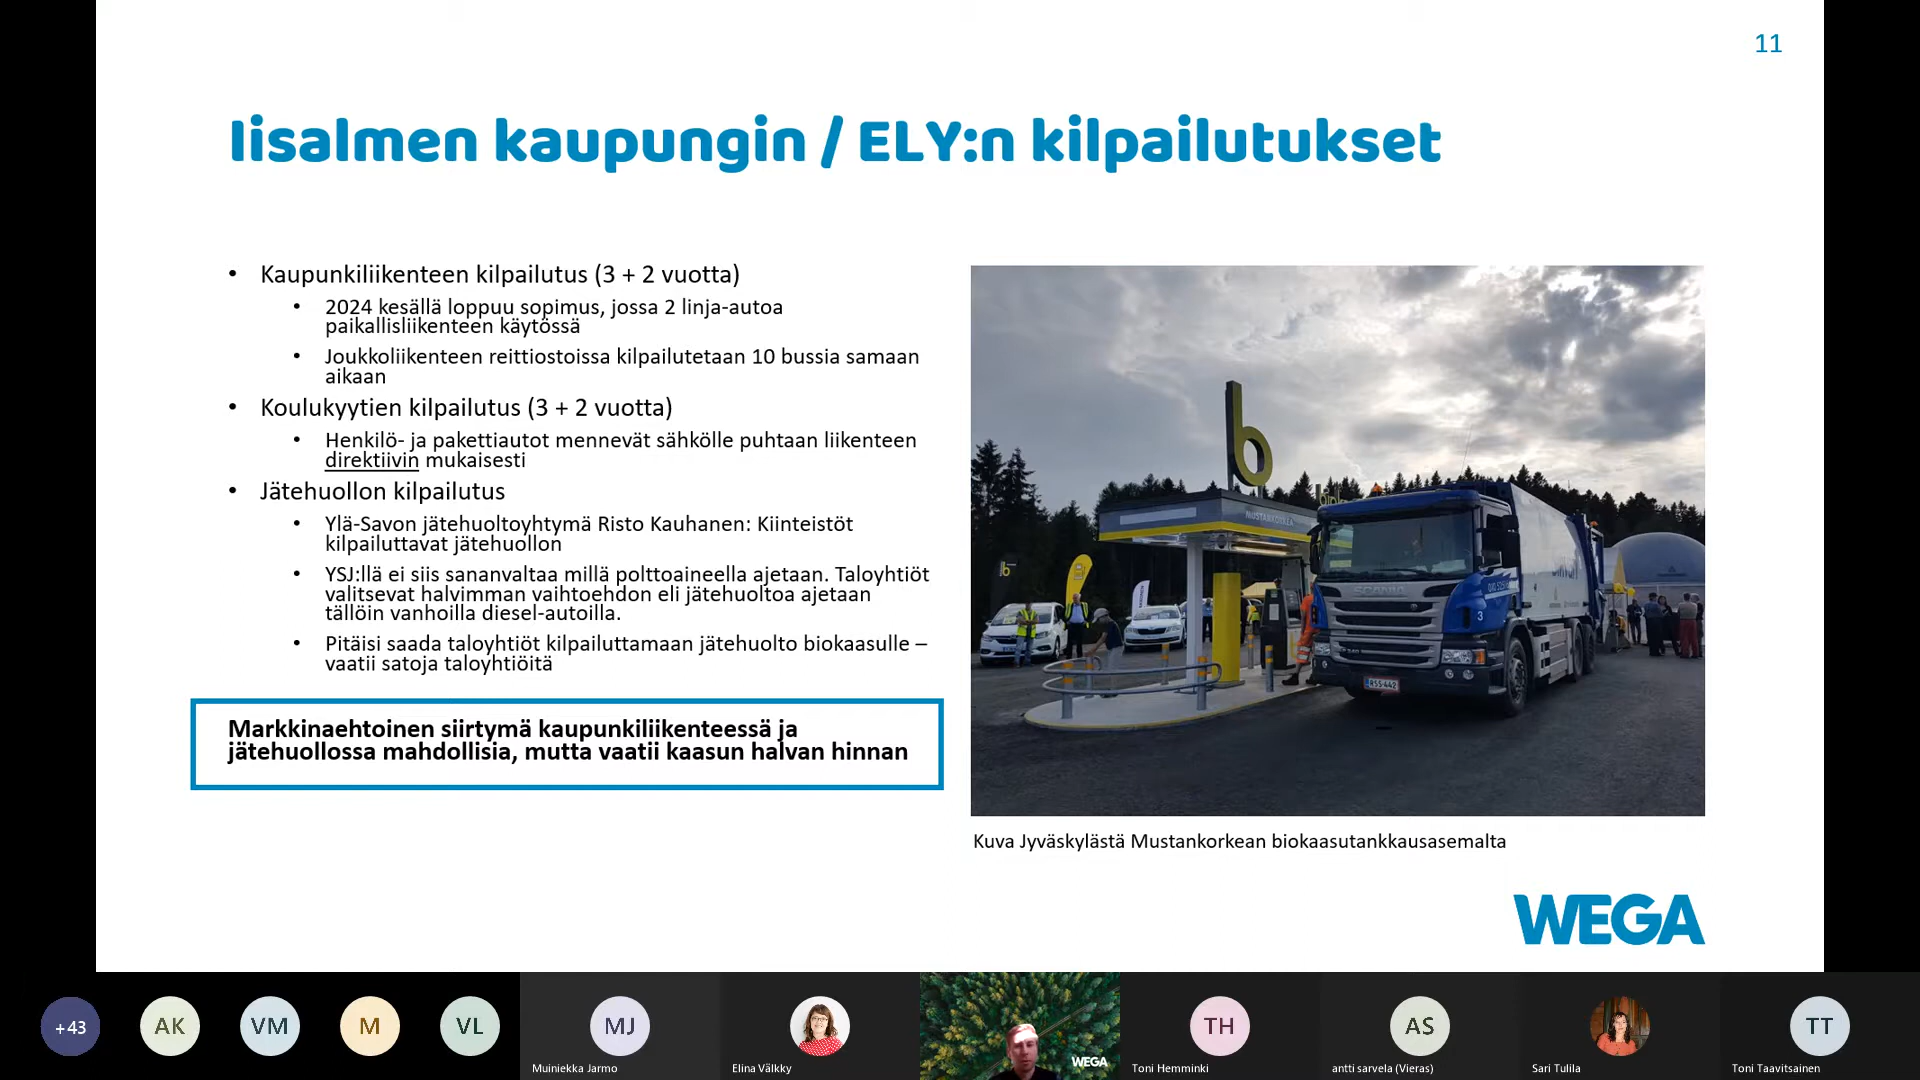 11
Iisalmen kaupungin / ELY:n kilpailutukset
• Kaupunkiliikenteen kilpailutus (3 + 2 vuotta)
• 2024 kesällä loppuu sopimus, jossa 2 linja-autoa
paikallisliikenteen käytössä
• Joukkoliikenteen reittiostoissa kilpailutetaan 10 bussia samaan
aikaan
• Koulukyytien kilpailutus (3 + 2 vuotta)
• Henkilö- ja pakettiautot mennevät sähkölle puhtaan liikenteen
direktiivin mukaisesti
• Jätehuollon kilpailutus
• Ylä-Savon jätehuoltoyhtymä Risto Kauhanen: Kiinteistöt
kilpailuttavat jätehuollon
• YSJ:llä ei siis sananvaltaa millä polttoaineella ajetaan. Taloyhtiöt
valitsevat halvimman vaihtoehdon eli jätehuoltoa ajetaan
tällöin vanhoilla diesel-autoilla.
• Pitäisi saada taloyhtiöt kilpailuttamaan jätehuolto biokaasulle –
vaatii satoja taloyhtiöitä
Markkinaehtoinen siirtymä kaupunkiliikenteessä ja
jätehuollossa mahdollisia, mutta vaatii kaasun halvan hinnan
b
MUSTANKORKEA
SCANIA
3
RSS-442
Kuva Jyväskylästä Mustankorkean biokaasutankkausasemalta
WEGA
+43
AK
VM
M
VL
MJ
Muiniekka Jarmo
Elina Välkky
WEGA
TH
Toni Hemminki
AS
antti sarvela (Vieras)
Sari Tulila
TT
Toni Taavitsainen